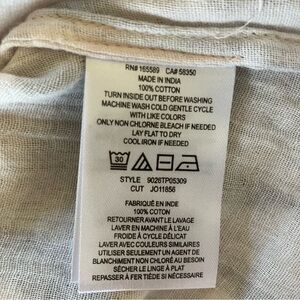 RN# 165589 CA# 58350
MADE IN INDIA
100% COTTON
TURN INSIDE OUT BEFORE WASHING
MACHINE WASH COLD GENTLE CYCLE
WITH LIKE COLORS
ONLY NON CHLORINE BLEACH IF NEEDED
LAY FLAT TO DRY
COOL IRON IF NEEDED
30
STYLE 9026TP05309
CUT JO11856
FABRIQUÉ EN INDE
100% COTON
RETOURNER AVANT LE LAVAGE
LAVER EN MACHINE À L'EAU
FROIDE À CYCLE DÉLICAT
LAVER AVEC COULEURS SIMILAIRES
UTILISER SEULEMENT UN AGENT DE
BLANCHIMENT NON CHLORÉ AU BESOIN
SÉCHER LE LINGE À PLAT
REPASSER À FER TIÈDE SI NÉCESSAIRE